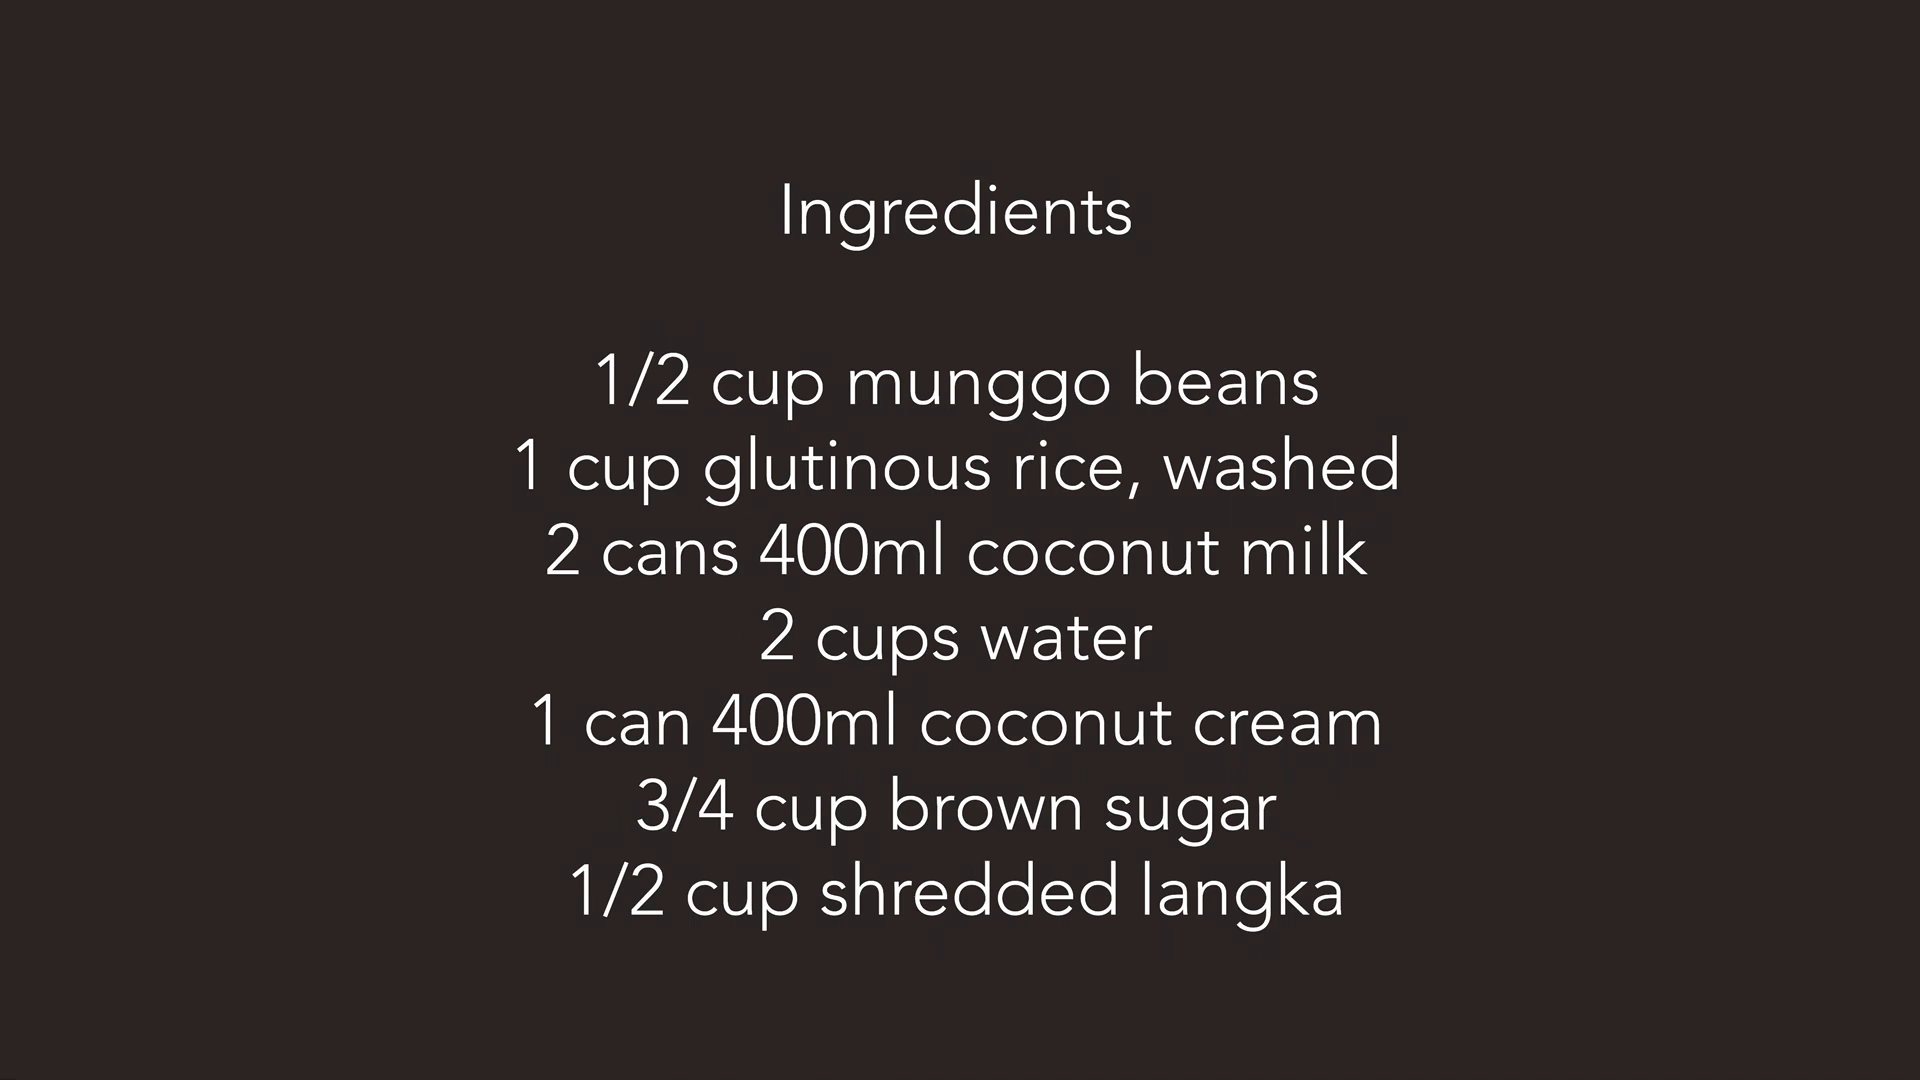 Ingredients
1/2 cup munggo beans
1 cup glutinous rice, washed
2 cans 400ml coconut milk
2 cups water
1 can 400ml coconut cream
3/4 cup brown sugar
1/2 cup shredded langka